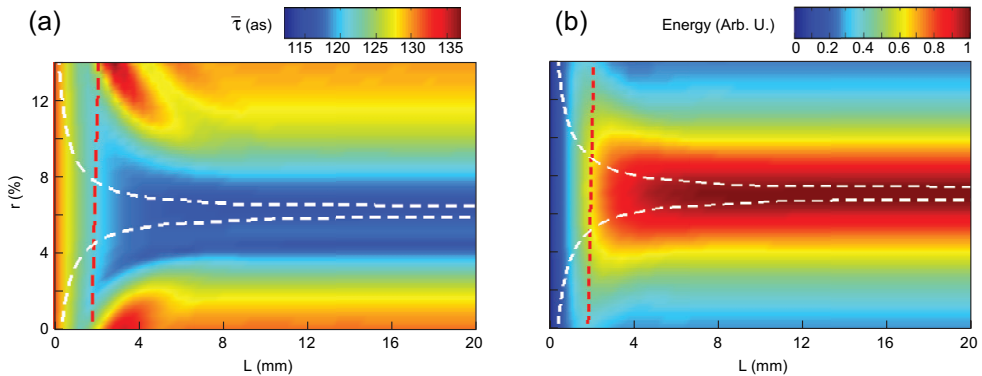 (a)
τ̄ (as)
115 120 125 130 135
(b)
Energy (Arb. U.)
0 0.2 0.4 0.6 0.8 1
r (%)
12
8
4
0
0 4 8 12 16 20
L (mm)
0 4 8 12 16 20
L (mm)